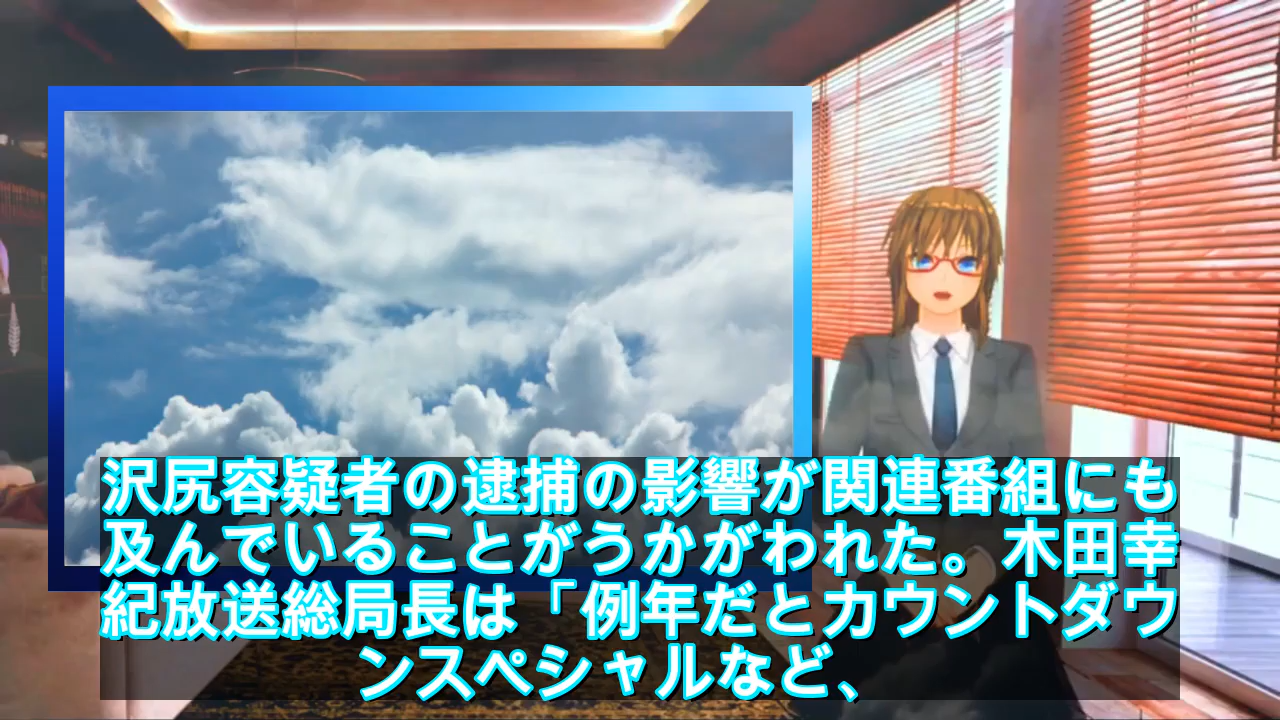 沢尻容疑者の逮捕の影響が関連番組にも
及んでいることがうかがわれた。木田幸
紀放送総局長は「例年だとカウントダウ
ンスペシャルなど、